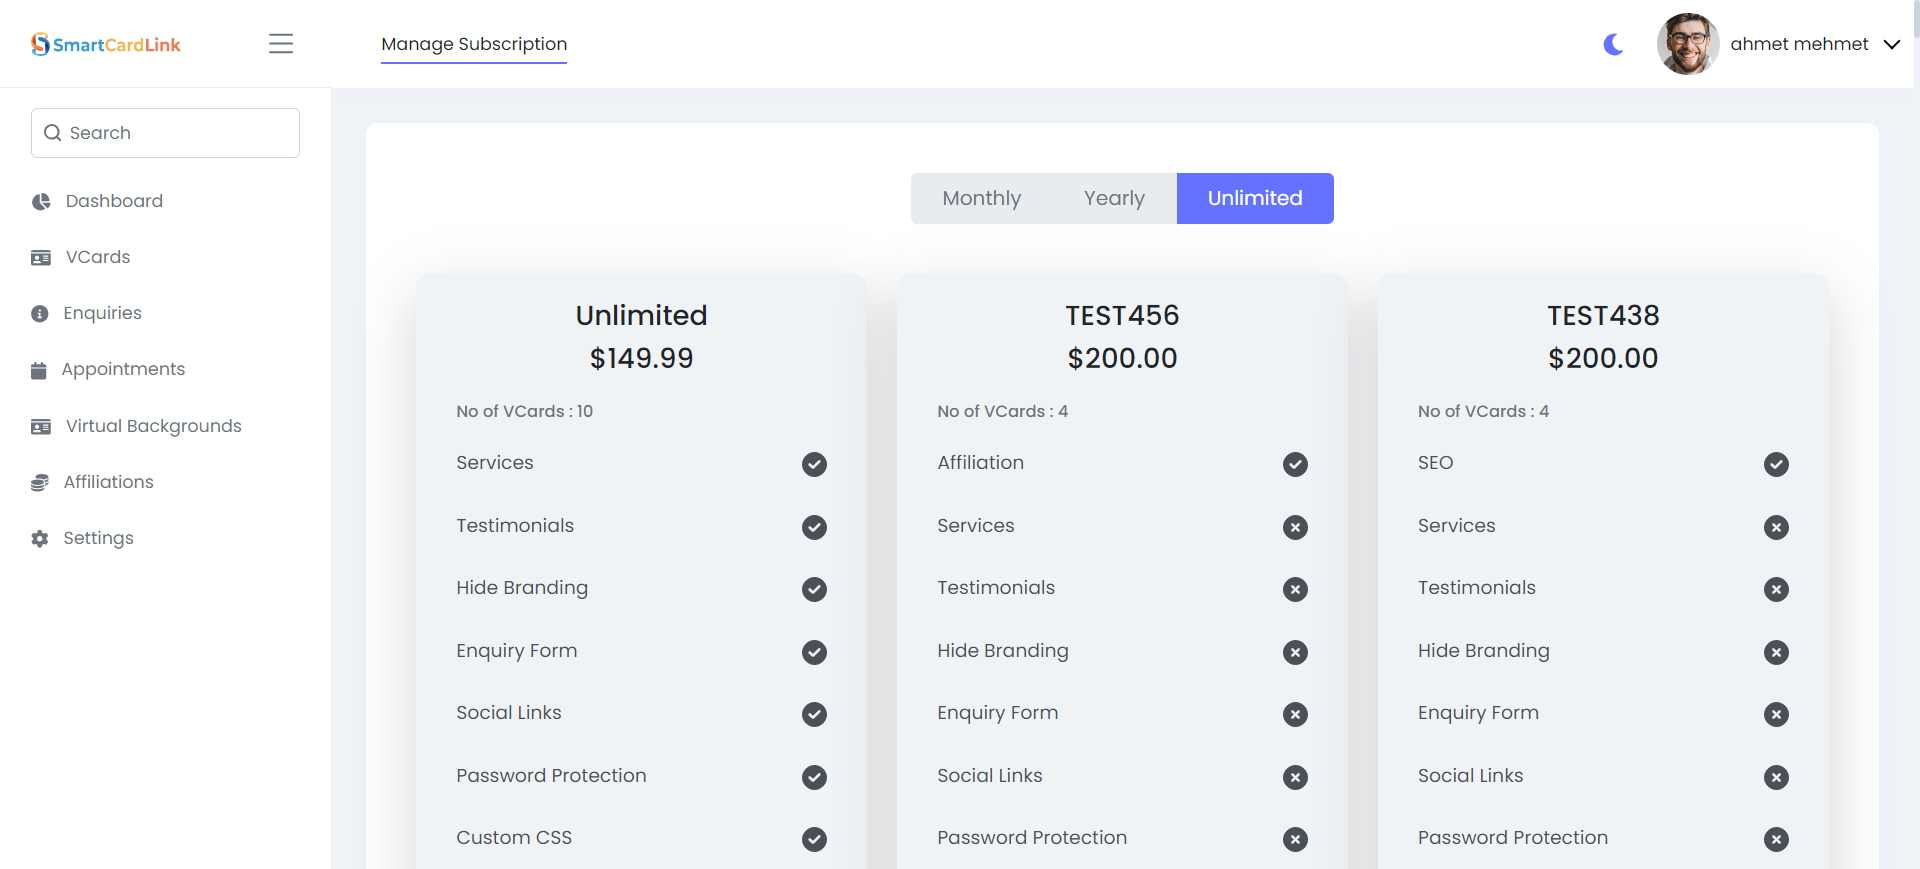 SmartCardLink
Manage Subscription
ahmet mehmet
Search
Dashboard
VCards
Enquiries
Appointments
Virtual Backgrounds
Affiliations
Settings
Monthly
Yearly
Unlimited
Unlimited
$149.99
No of VCards : 10
Services
Testimonials
Hide Branding
Enquiry Form
Social Links
Password Protection
Custom CSS
TEST456
$200.00
No of VCards : 4
Affiliation
Services
Testimonials
Hide Branding
Enquiry Form
Social Links
Password Protection
TEST438
$200.00
No of VCards : 4
SEO
Services
Testimonials
Hide Branding
Enquiry Form
Social Links
Password Protection